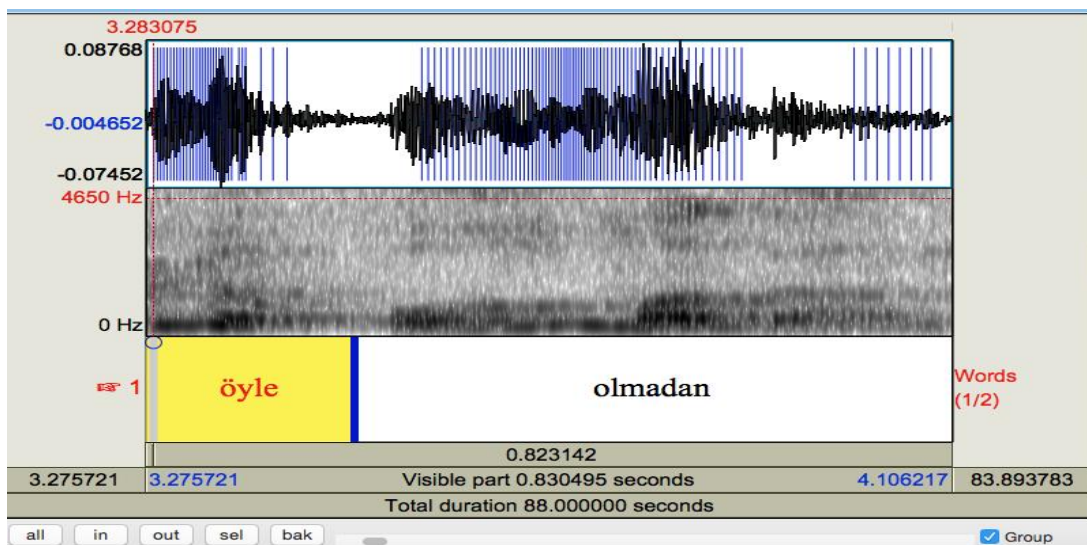 3.283075
0.08768
-0.004652
-0.07452
4650 Hz
0 Hz
☞ 1 öyle olmadan Words
(1/2)
0.823142
3.275721 3.275721 Visible part 0.830495 seconds 4.106217 83.893783
Total duration 88.000000 seconds
all in out sel bak Group